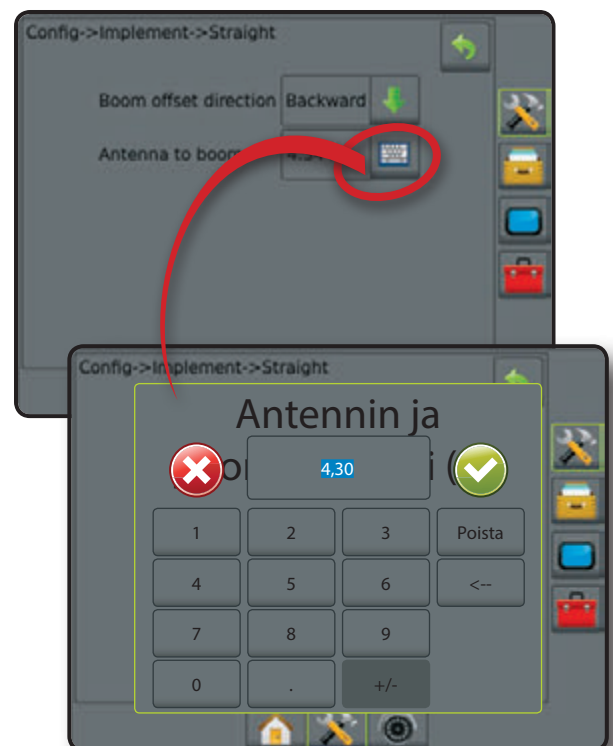 Config->Implement->Straight
Boom offset direction Backward
Antenna to boom
Config->Implement->Straight
Antennin ja
4,30
1 2 3 Poista
4 5 6 <--
7 8 9
0 . +/-